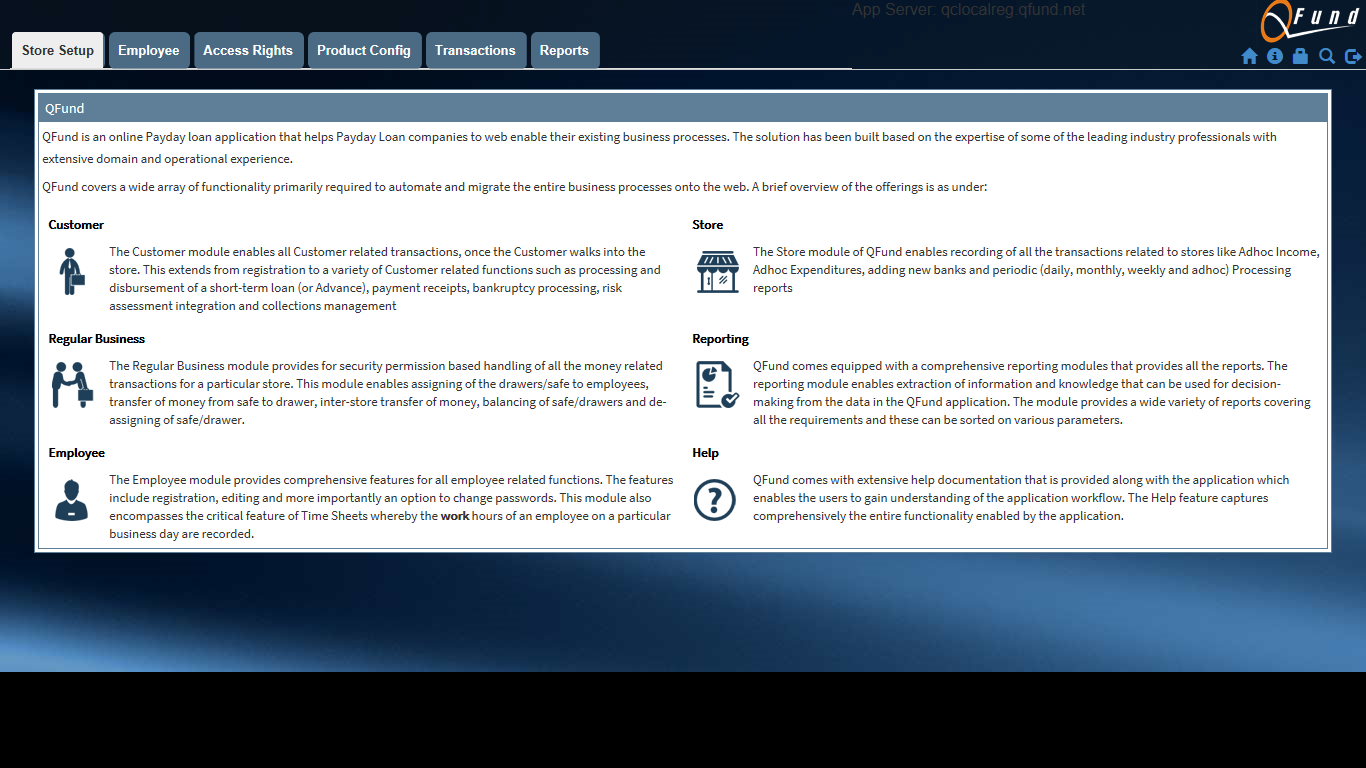 App Server: qclocalreg.qfund.net
QFund
Store Setup Employee Access Rights Product Config Transactions Reports
QFund
QFund is an online Payday loan application that helps Payday Loan companies to web enable their existing business processes. The solution has been built based on the expertise of some of the leading industry professionals with
extensive domain and operational experience.
QFund covers a wide array of functionality primarily required to automate and migrate the entire business processes onto the web. A brief overview of the offerings is as under:
Customer
The Customer module enables all Customer related transactions, once the Customer walks into the
store. This extends from registration to a variety of Customer related functions such as processing and
disbursement of a short-term loan (or Advance), payment receipts, bankruptcy processing, risk
assessment integration and collections management
Store
The Store module of QFund enables recording of all the transactions related to stores like Adhoc Income,
Adhoc Expenditures, adding new banks and periodic (daily, monthly, weekly and adhoc) Processing
reports
Regular Business
The Regular Business module provides for security permission based handling of all the money related
transactions for a particular store. This module enables assigning of the drawers/safe to employees,
transfer of money from safe to drawer, inter-store transfer of money, balancing of safe/drawers and de-
assigning of safe/drawer.
Reporting
QFund comes equipped with a comprehensive reporting modules that provides all the reports. The
reporting module enables extraction of information and knowledge that can be used for decision-
making from the data in the QFund application. The module provides a wide variety of reports covering
all the requirements and these can be sorted on various parameters.
Employee
The Employee module provides comprehensive features for all employee related functions. The features
include registration, editing and more importantly an option to change passwords. This module also
encompasses the critical feature of Time Sheets whereby the work hours of an employee on a particular
business day are recorded.
Help
QFund comes with extensive help documentation that is provided along with the application which
enables the users to gain understanding of the application workflow. The Help feature captures
comprehensively the entire functionality enabled by the application.